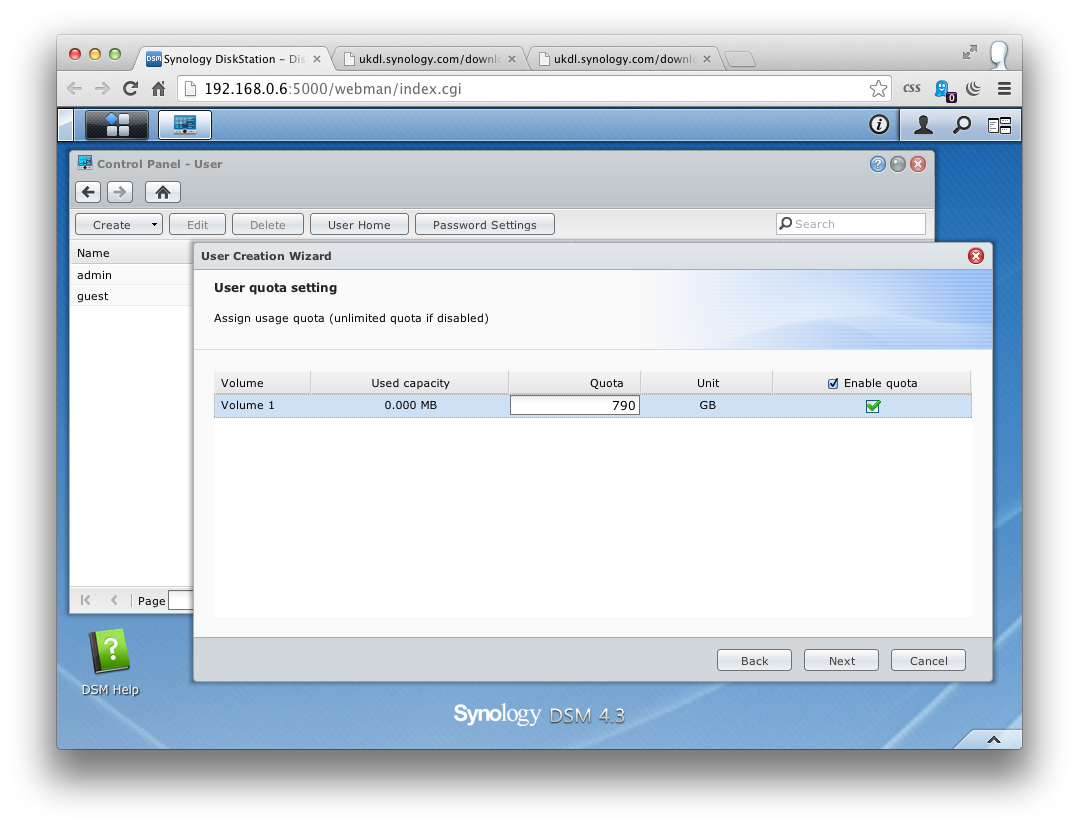 DSM Synology DiskStation – Dis
ukdl.synology.com/downl
ukdl.synology.com/downl
192.168.0.6:5000/webman/index.cgi
CSS
0
Control Panel - User
Create Edit Delete User Home Password Settings Search
Name
admin
guest
Page
User Creation Wizard
User quota setting
Assign usage quota (unlimited quota if disabled)
Volume Used capacity Quota Unit Enable quota
Volume 1 0.000 MB 790 GB
Back Next Cancel
DSM Help
Synology DSM 4.3